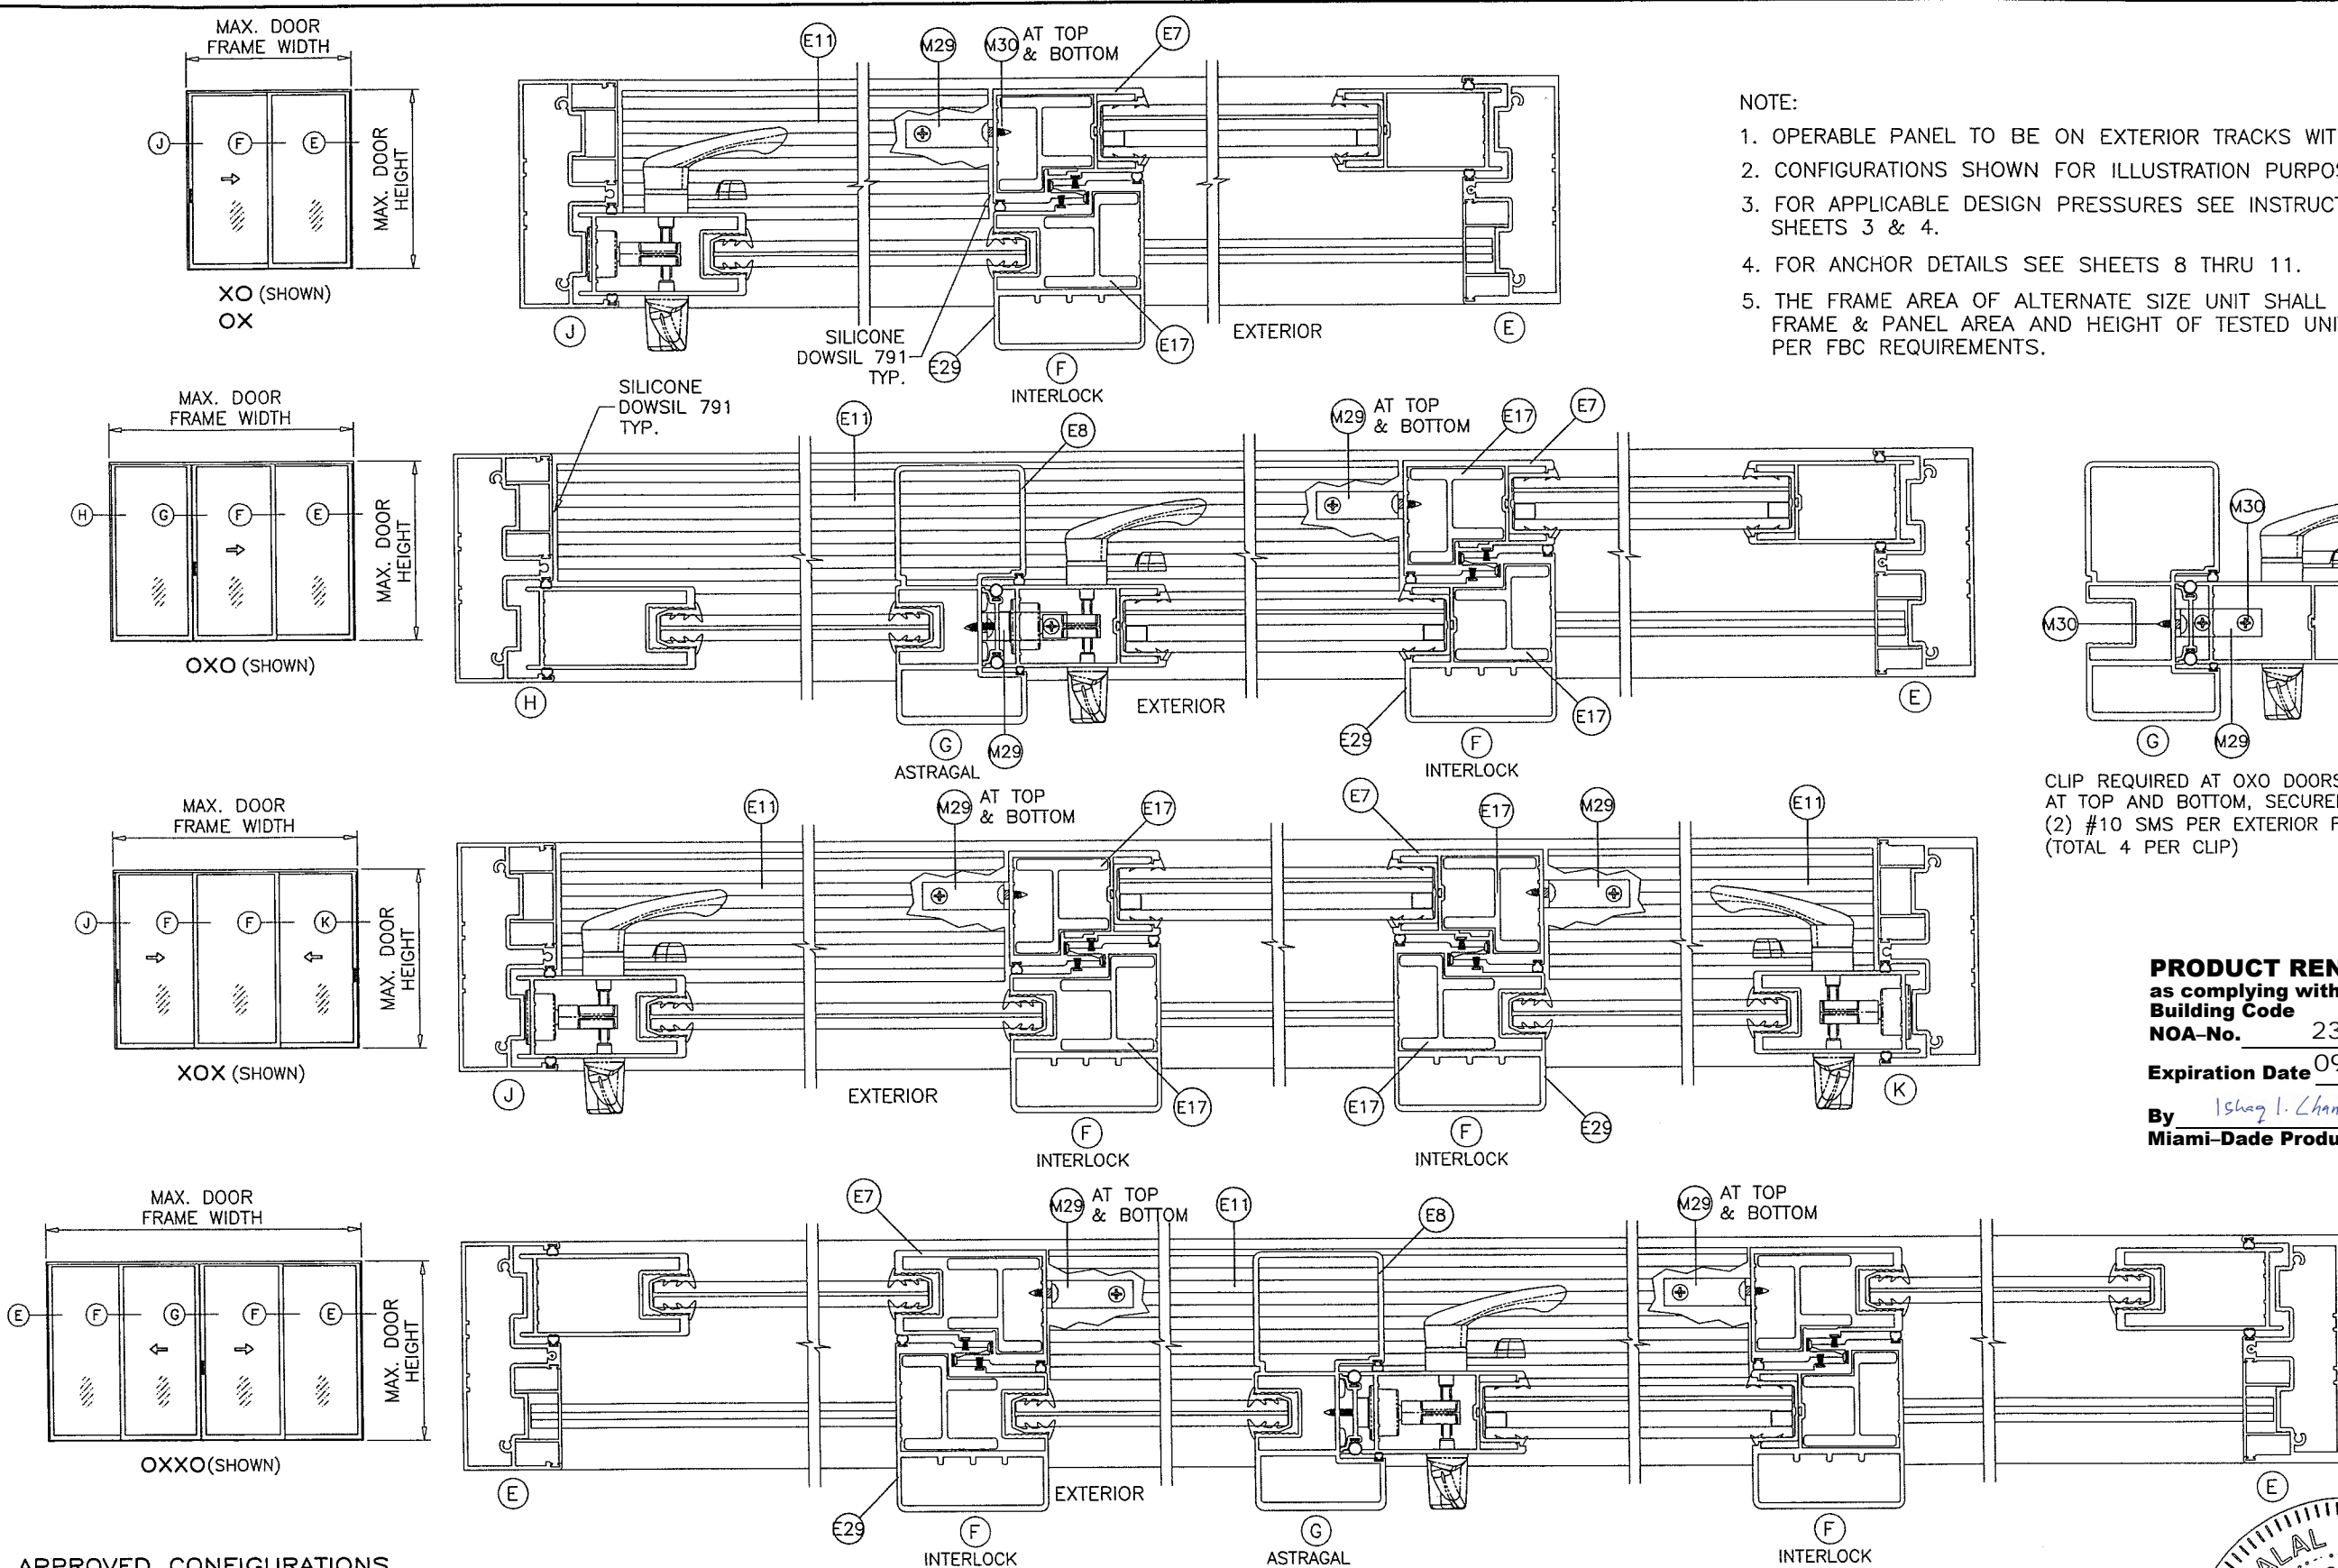 MAX. DOOR
FRAME WIDTH
MAX. DOOR
HEIGHT
J
F
E
XO (SHOWN)
OX
E11
M29
M30
AT TOP
& BOTTOM
E7
J
SILICONE
DOWSIL 791
TYP.
E29
F
INTERLOCK
E17
EXTERIOR
E
NOTE:
1. OPERABLE PANEL TO BE ON EXTERIOR TRACKS
2. CONFIGURATIONS SHOWN FOR ILLUSTRATION
3. FOR APPLICABLE DESIGN PRESSURES SEE
SHEETS 3 & 4.
4. FOR ANCHOR DETAILS SEE SHEETS 8 THRU 11.
5. THE FRAME AREA OF ALTERNATE SIZE UNIT SHALL
FRAME & PANEL AREA AND HEIGHT OF TESTED
PER FBC REQUIREMENTS.
MAX. DOOR
FRAME WIDTH
MAX. DOOR
HEIGHT
H
G
F
E
OXO (SHOWN)
SILICONE
DOWSIL 791
TYP.
E11
E8
M29
AT TOP
& BOTTOM
E17
E7
H
G
ASTRAGAL
M29
EXTERIOR
E29
F
INTERLOCK
E17
E
M30
M30
G
M29
CLIP REQUIRED AT OXO DOORS
AT TOP AND BOTTOM,
(2) #10 SMS PER EXTERIOR
(TOTAL 4 PER CLIP)
MAX. DOOR
FRAME WIDTH
MAX. DOOR
HEIGHT
J
F
F
K
XOX (SHOWN)
E11
M29
AT TOP
& BOTTOM
E17
E7
E17
M29
E11
J
EXTERIOR
F
INTERLOCK
E17
E17
F
INTERLOCK
E29
K
PRODUCT
as complying with
Building Code
NOA-No. 23
Expiration Date 09
By Ishaq I.
Miami-Dade
MAX. DOOR
FRAME WIDTH
MAX. DOOR
HEIGHT
E
F
G
F
E
OXXO (SHOWN)
E7
M29
AT TOP
& BOTTOM
E11
E8
M29
AT TOP
& BOTTOM
E
E29
F
INTERLOCK
EXTERIOR
G
ASTRAGAL
F
INTERLOCK
E
APPROVED CONFIGURATIONS